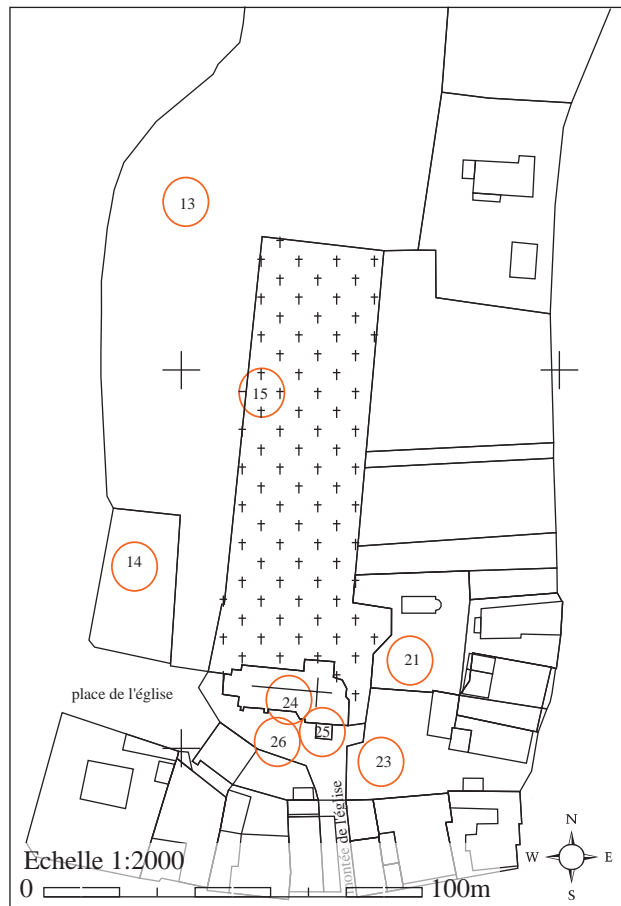 13
15
14
21
place de l'église
24
25
26
23
montée de l'église
Echelle 1:2000
0 100m
N
W E
S